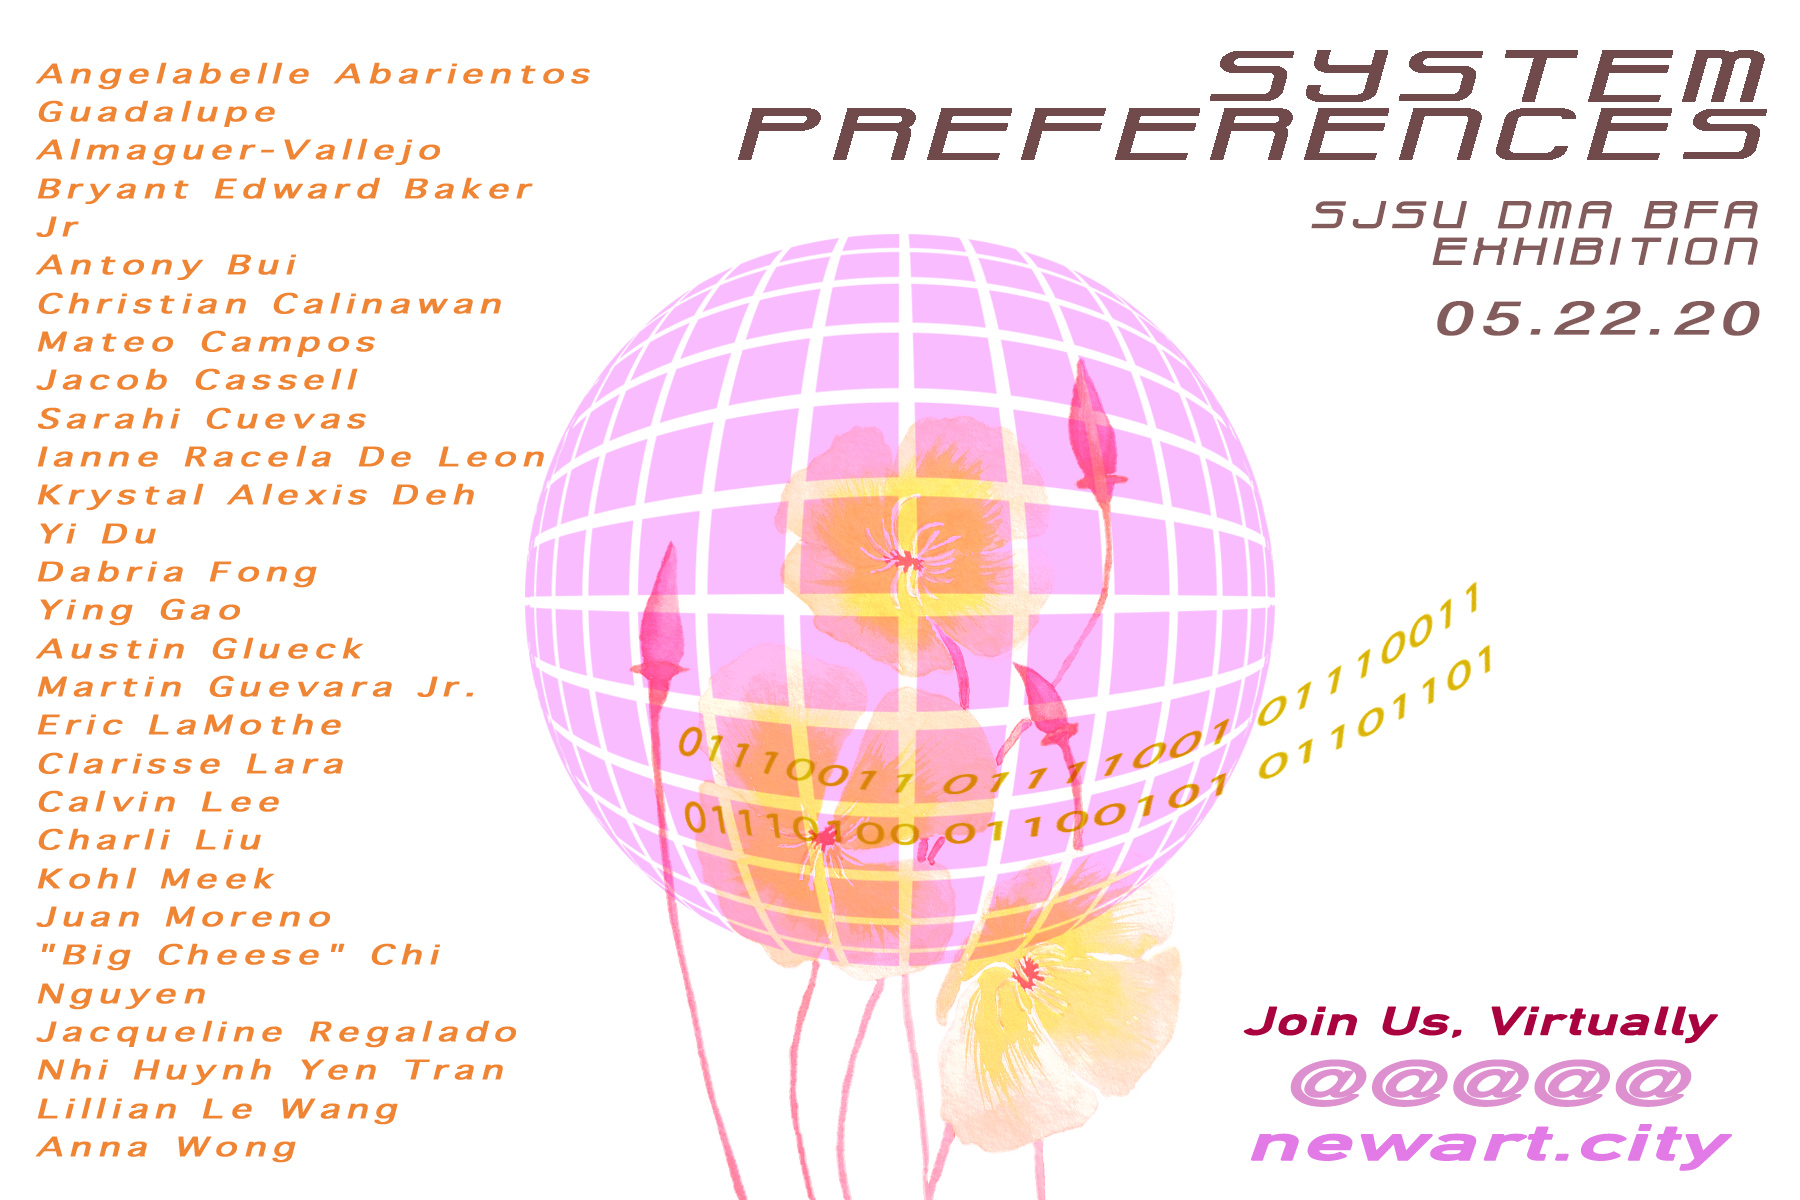 Angelabelle Abarientos
Guadalupe
Almaguer-Vallejo
Bryant Edward Baker
Jr
Antony Bui
Christian Calinawan
Mateo Campos
Jacob Cassell
Sarahi Cuevas
Ianne Racela De Leon
Krystal Alexis Deh
Yi Du
Dabria Fong
Ying Gao
Austin Glueck
Martin Guevara Jr.
Eric LaMothe
Clarisse Lara
Calvin Lee
Charli Liu
Kohl Meek
Juan Moreno
"Big Cheese" Chi
Nguyen
Jacqueline Regalado
Nhi Huynh Yen Tran
Lillian Le Wang
Anna Wong
SYSTEM
PREFERENCES
SJSU DMA BFA
EXHIBITION
05.22.20
01110011 01111001 01110011
01110100 01100101 01101101
Join Us, Virtually
@@@@@
newart.city